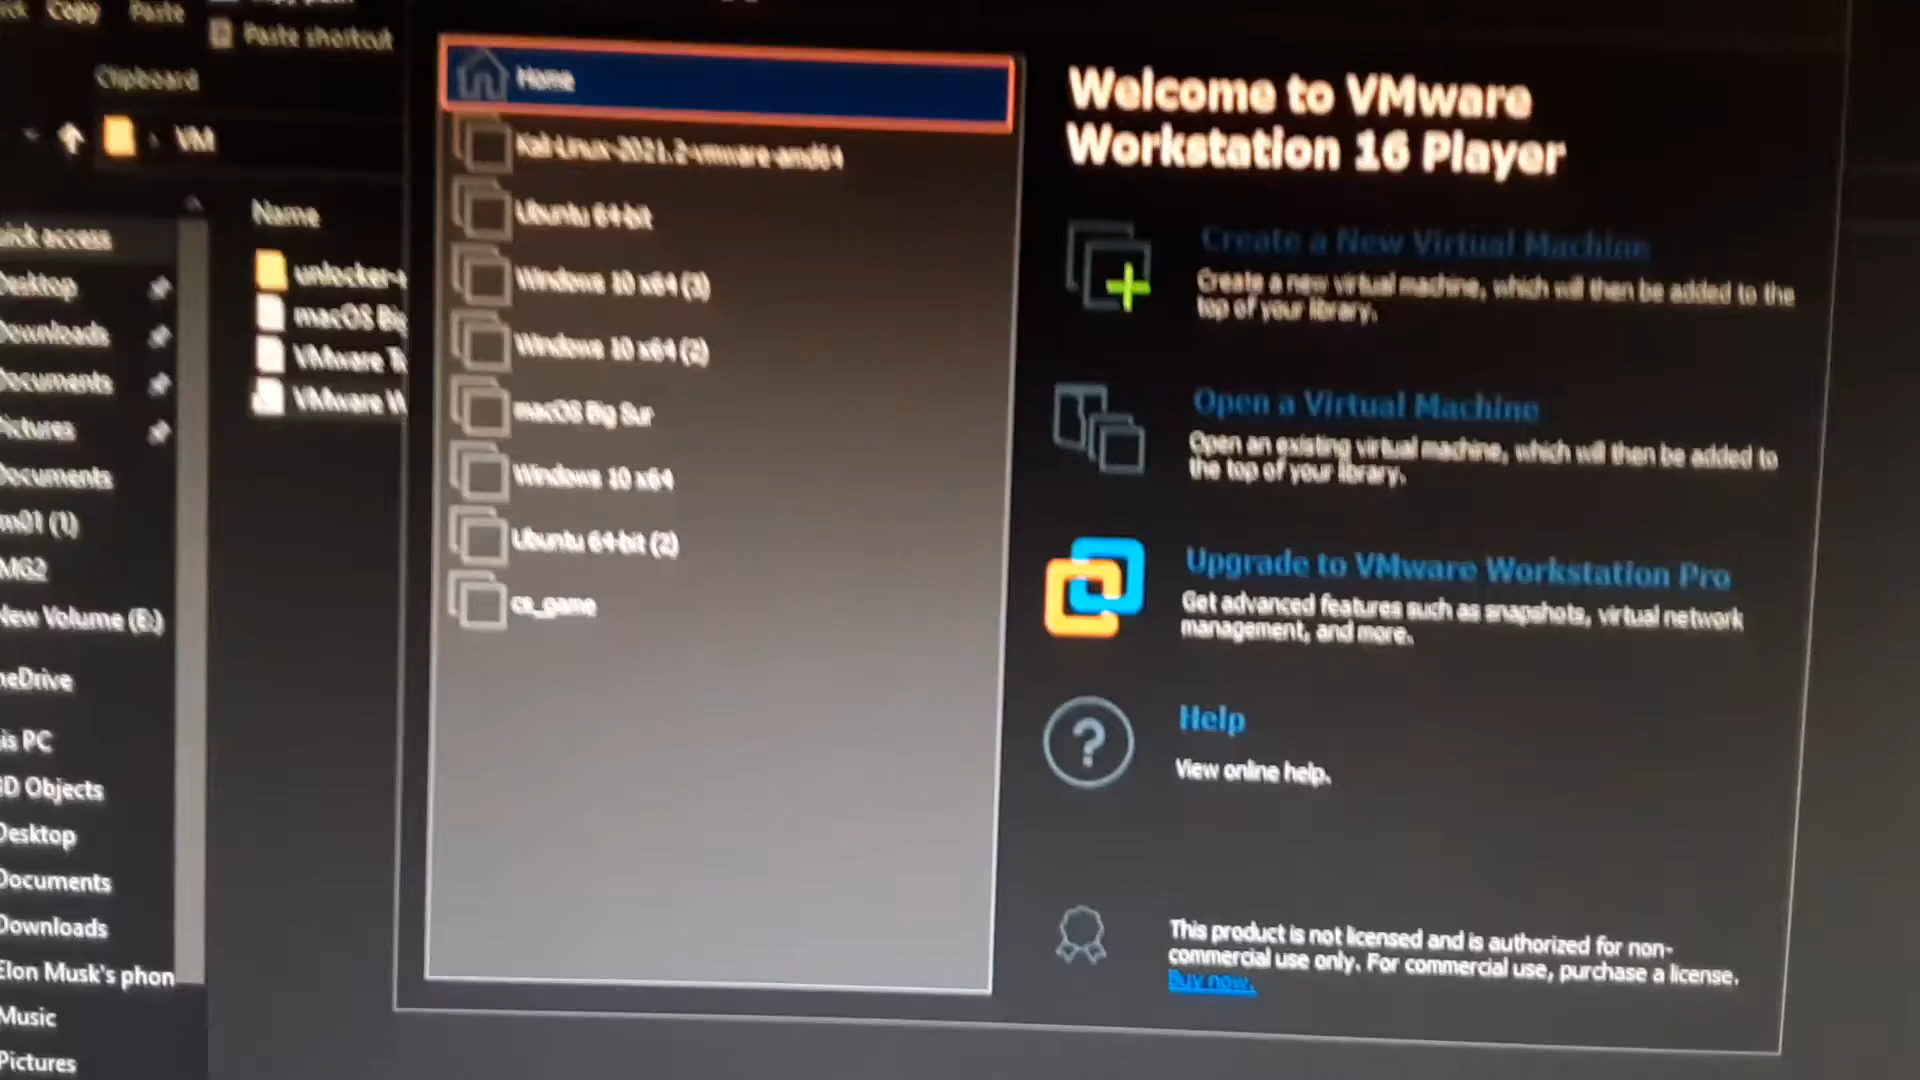 Copy
Paste
Paste shortcut
Clipboard
VM
Name
uick access
Desktop
Downloads
Documents
Pictures
Documents
m01 (1)
MG2
New Volume (E:)
neDrive
is PC
3D Objects
Desktop
Documents
Downloads
Elon Musk's phon
Music
Pictures
unlocker-
macOS Big
VMware To
VMware W
Home
Kali-Linux-2021.2-vmware-amd64
Ubuntu 64-bit
Windows 10 x64 (3)
Windows 10 x64 (2)
macOS Big Sur
Windows 10 x64
Ubuntu 64-bit (2)
cs_game
Welcome to VMware
Workstation 16 Player
Create a New Virtual Machine
Create a new virtual machine, which will then be added to the
top of your library.
Open a Virtual Machine
Open an existing virtual machine, which will then be added to
the top of your library.
Upgrade to VMware Workstation Pro
Get advanced features such as snapshots, virtual network
management, and more.
Help
View online help.
This product is not licensed and is authorized for non-
commercial use only. For commercial use, purchase a license.
Buy now.